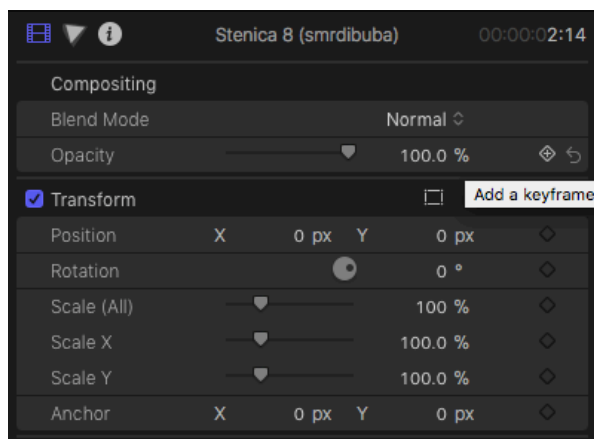 Stenica 8 (smrdibuba) 00:00:02:14
Compositing
Blend Mode Normal
Opacity 100.0 %
Transform Add a keyframe
Position X 0 px Y 0 px
Rotation 0 °
Scale (All) 100 %
Scale X 100.0 %
Scale Y 100.0 %
Anchor X 0 px Y 0 px